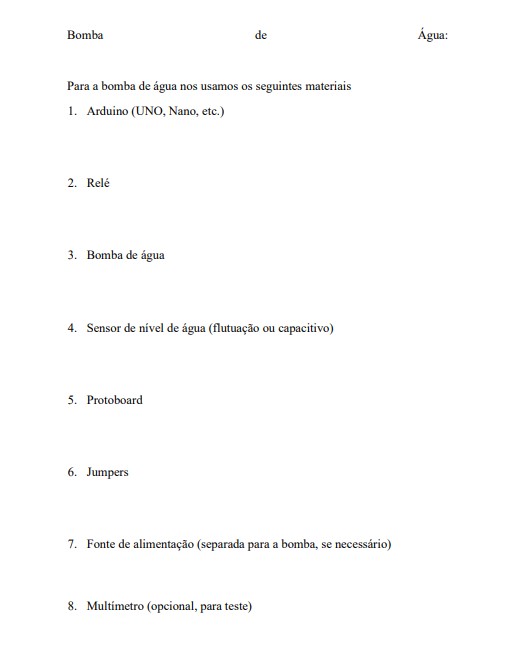 Bomba de Água:
Para a bomba de água nos usamos os seguintes materiais
1. Arduino (UNO, Nano, etc.)
2. Relé
3. Bomba de água
4. Sensor de nível de água (flutuação ou capacitivo)
5. Protoboard
6. Jumpers
7. Fonte de alimentação (separada para a bomba, se necessário)
8. Multímetro (opcional, para teste)